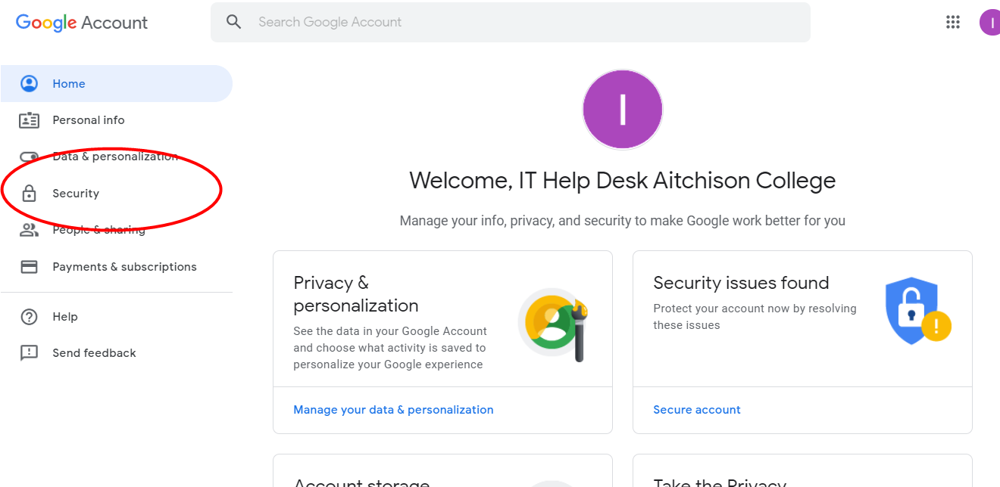 Google Account
Search Google Account
I
Home
Personal info
Data & personalization
Security
People & sharing
Payments & subscriptions
Help
Send feedback
I
Welcome, IT Help Desk Aitchison College
Manage your info, privacy, and security to make Google work better for you
Privacy &
personalization
See the data in your Google Account
and choose what activity is saved to
personalize your Google experience
Manage your data & personalization
Security issues found
Protect your account now by resolving
these issues
Secure account
Account storage
Take the Privacy